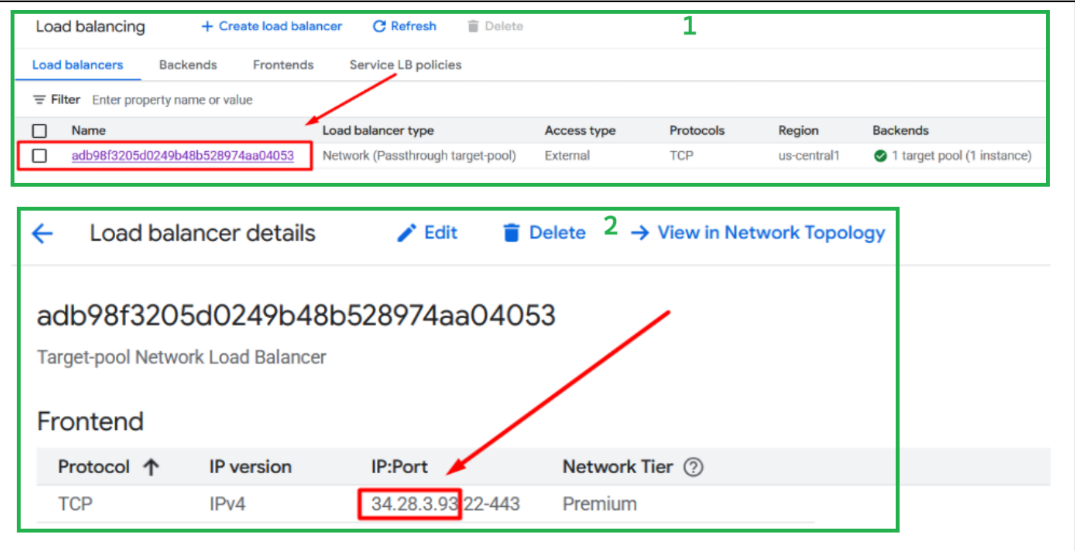 Load balancing + Create load balancer Refresh Delete 1
Load balancers Backends Frontends Service LB policies
Filter Enter property name or value
Name Load balancer type Access type Protocols Region Backends
adb98f3205d0249b48b528974aa04053 Network (Passthrough target-pool) External TCP us-central1 1 target pool (1 instance)
Load balancer details Edit Delete 2 → View in Network Topology
adb98f3205d0249b48b528974aa04053
Target-pool Network Load Balancer
Frontend
Protocol ↑ IP version IP:Port Network Tier ?
TCP IPv4 34.28.3.93 22-443 Premium